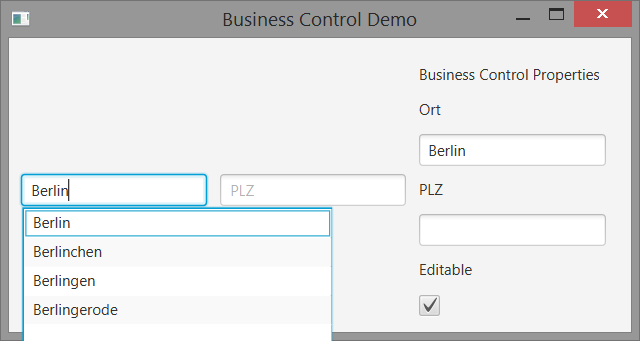 Business Control Demo
Business Control Properties
Ort
Berlin
PLZ
Editable
Berlin
PLZ
Berlin
Berlinchen
Berlingen
Berlingerode